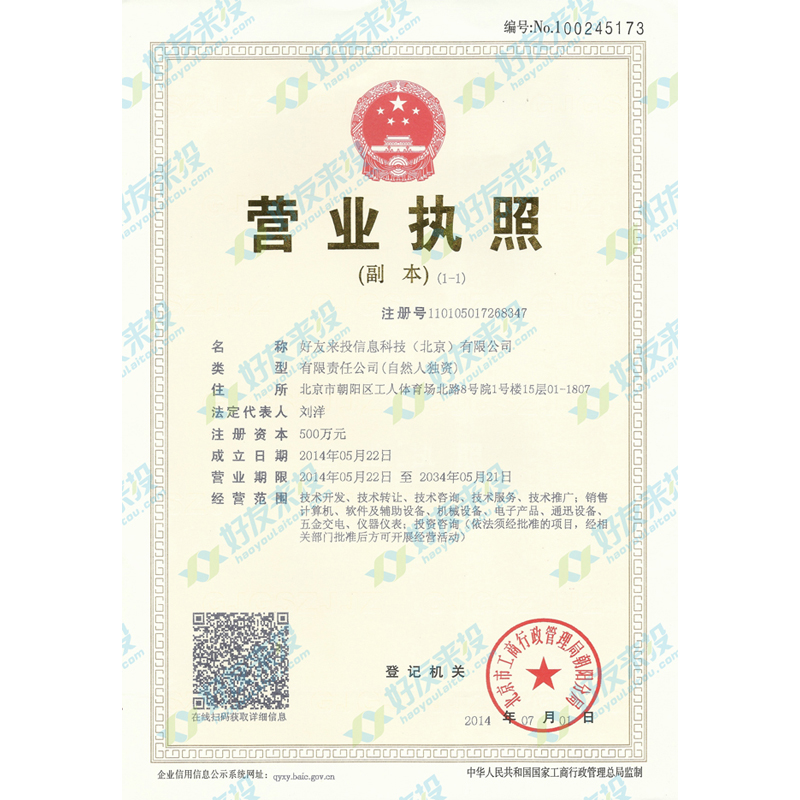 编号:No.100245173
营业执照
(副 本) (1-1)
注册号110105017268347
名 称 好友来投信息科技（北京）有限公司
类 型 有限责任公司(自然人独资)
住 所 北京市朝阳区工人体育场北路8号院1号楼15层01-1807
法定代表人 刘洋
注册资本 500万元
成立日期 2014年05月22日
营业期限 2014年05月22日 至 2034年05月21日
经营范围 技术开发、技术转让、技术咨询、技术服务、技术推广；销售
计算机、软件及辅助设备、机械设备、电子产品、通迅设备、
五金交电、仪器仪表；投资咨询（依法须经批准的项目，经相
关部门批准后方可开展经营活动）
登记机关
北京市工商行政管理局朝阳分局
2014 年 07 月 01 日
在线扫码获取详细信息
企业信用信息公示系统网址: qyxy.baic.gov.cn
中华人民共和国国家工商行政管理总局监制
好友来投
haoyoulaitou.com